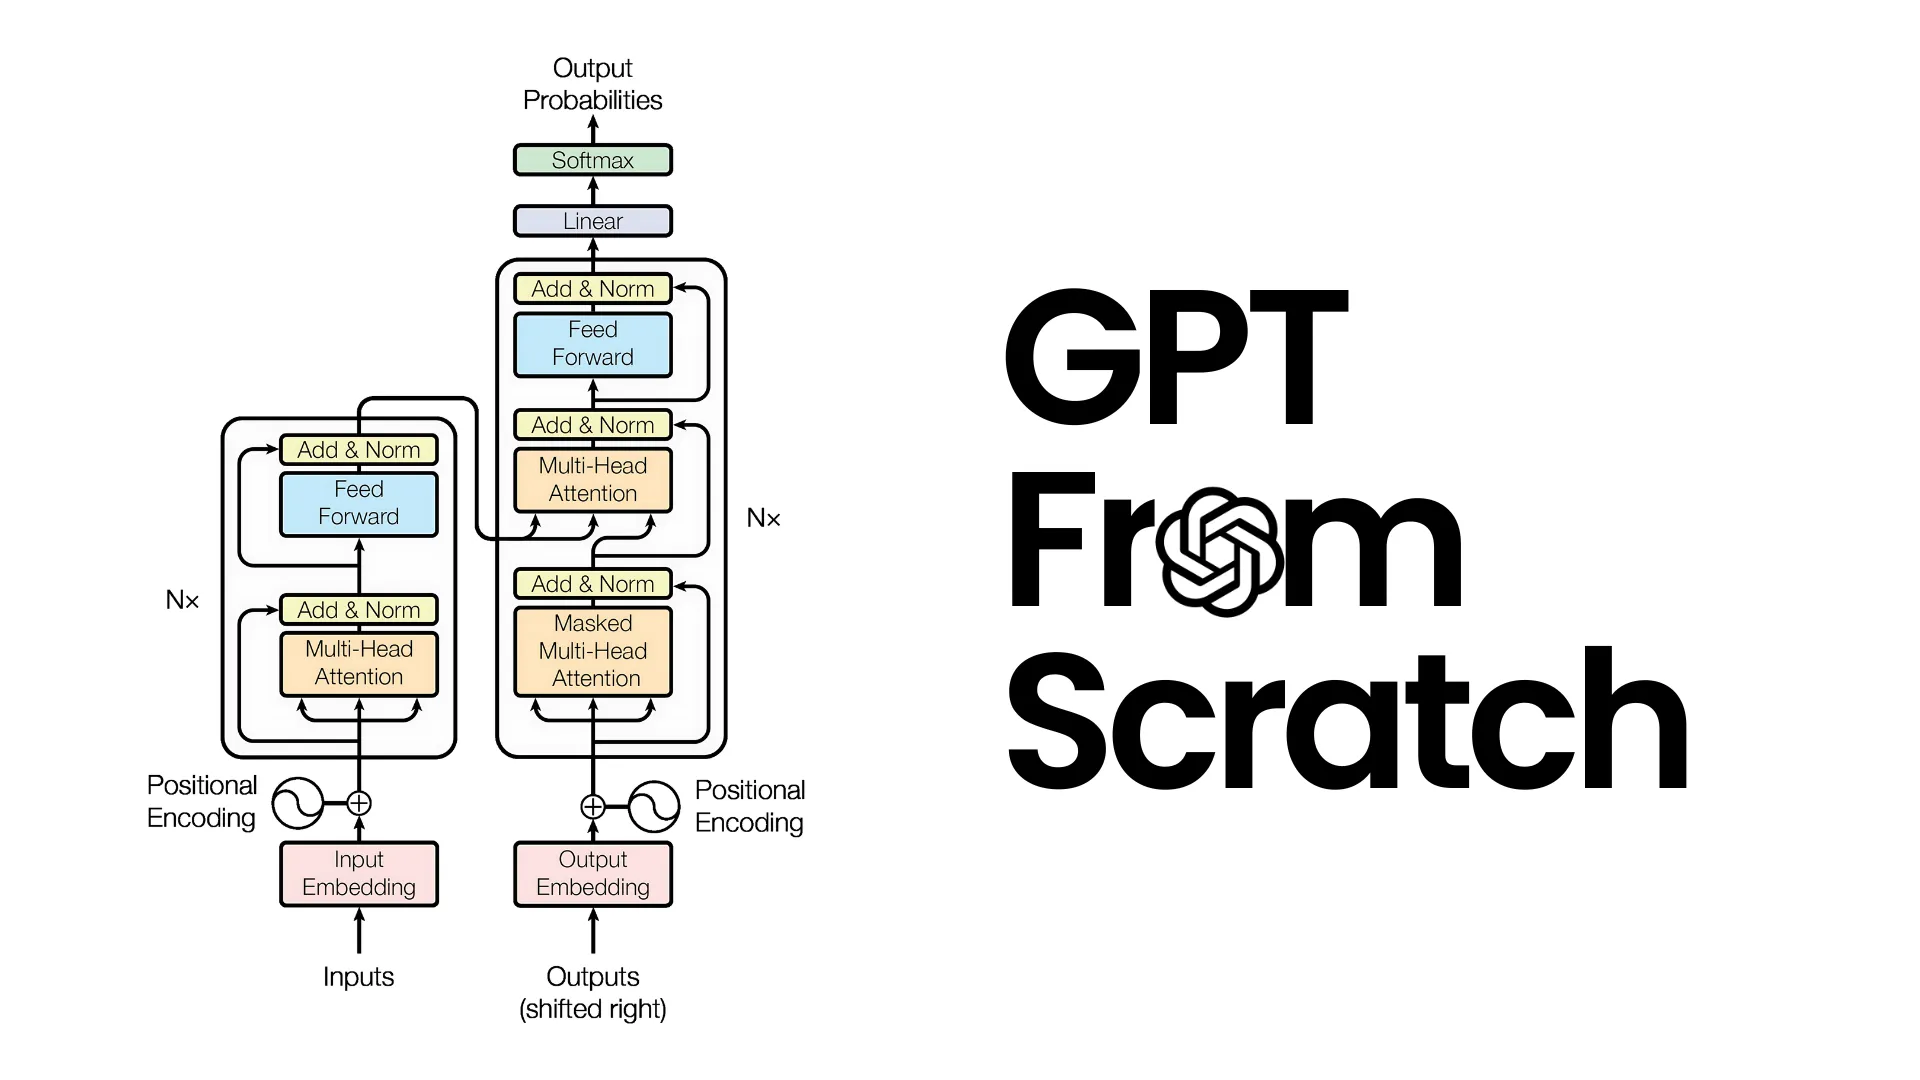 Output
Probabilities
Softmax
Linear
Add & Norm
Feed
Forward
Add & Norm
Multi-Head
Attention
Nx
Add & Norm
Masked
Multi-Head
Attention
Positional
Encoding
Output
Embedding
Outputs
(shifted right)
Add & Norm
Feed
Forward
Nx
Add & Norm
Multi-Head
Attention
Positional
Encoding
Input
Embedding
Inputs
GPT
From
Scratch